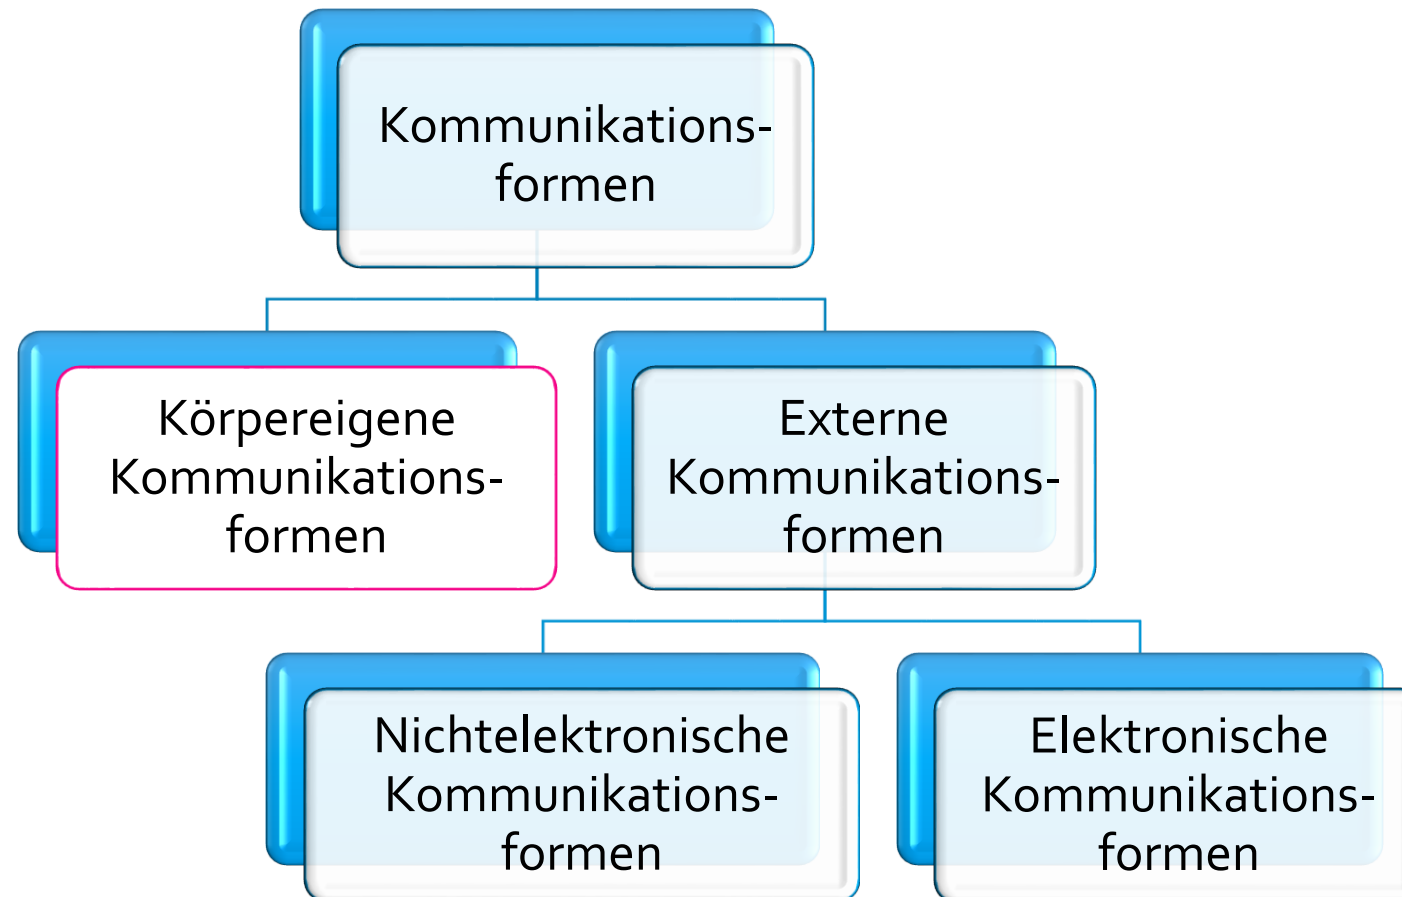 Kommunikations-
formen
Körpereigene
Kommunikations-
formen
Externe
Kommunikations-
formen
Nichtelektronische
Kommunikations-
formen
Elektronische
Kommunikations-
formen